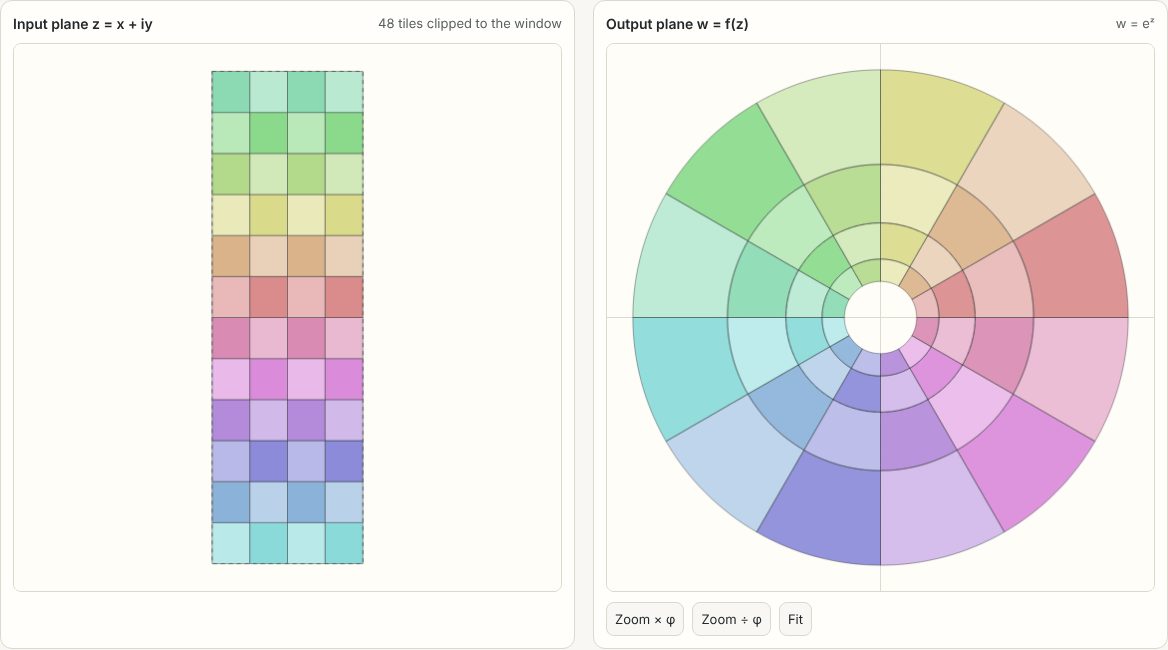 Input plane z = x + iy
48 tiles clipped to the window
Output plane w = f(z)
w = eᶻ
Zoom × φ
Zoom ÷ φ
Fit